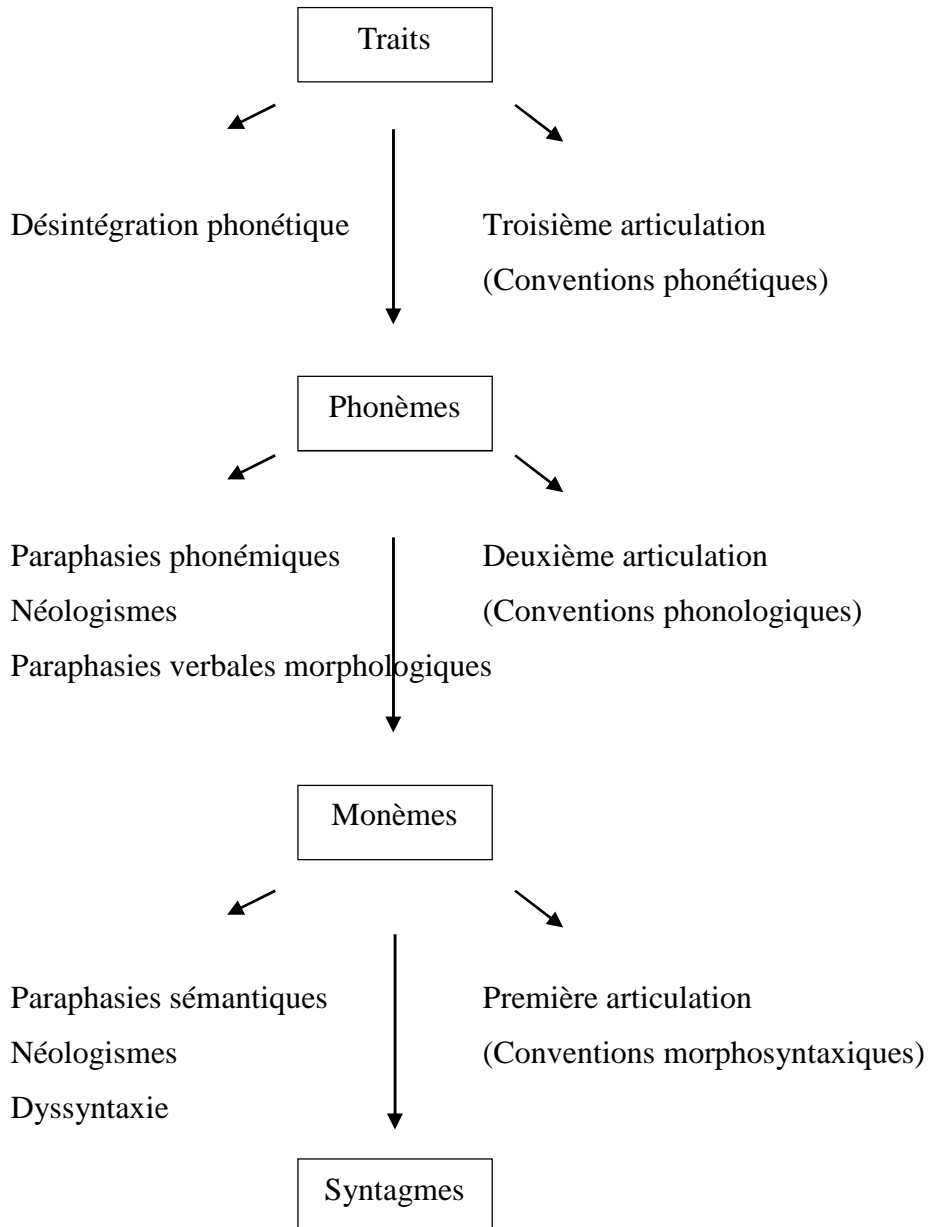 Traits
Désintégration phonétique
Troisième articulation
(Conventions phonétiques)
Phonèmes
Paraphasies phonémiques
Néologismes
Paraphasies verbales morphologiques
Deuxième articulation
(Conventions phonologiques)
Monèmes
Paraphasies sémantiques
Néologismes
Dyssyntaxie
Première articulation
(Conventions morphosyntaxiques)
Syntagmes